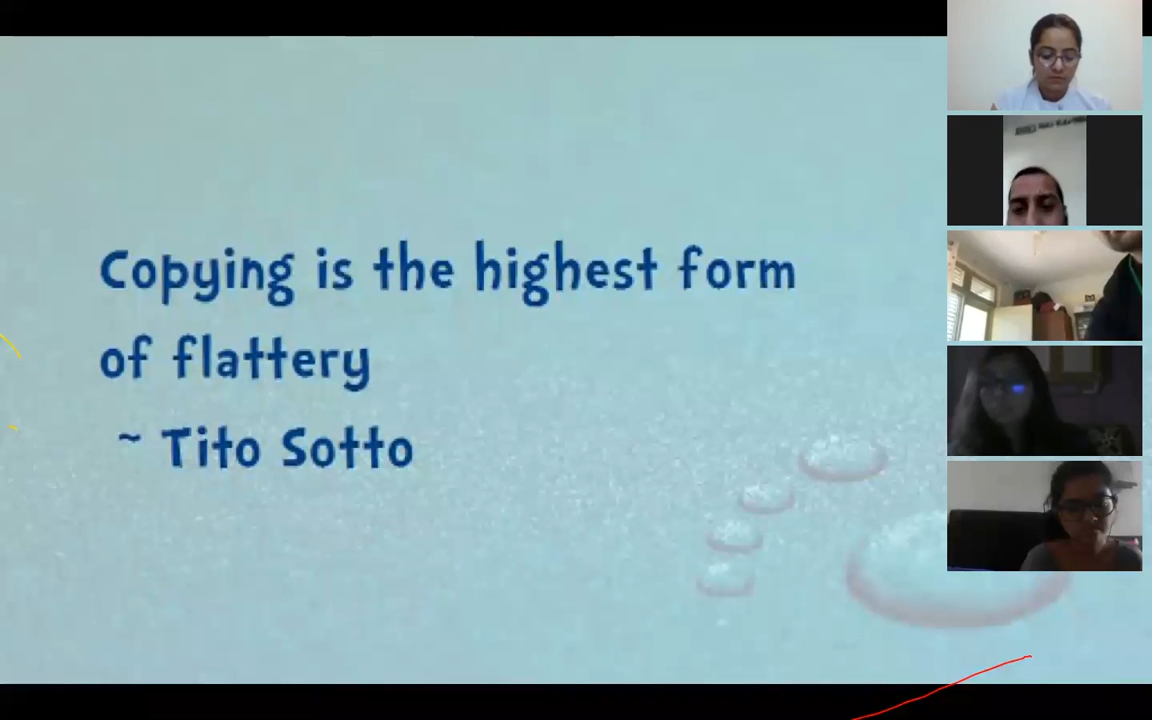 Copying is the highest form
of flattery
~ Tito Sotto